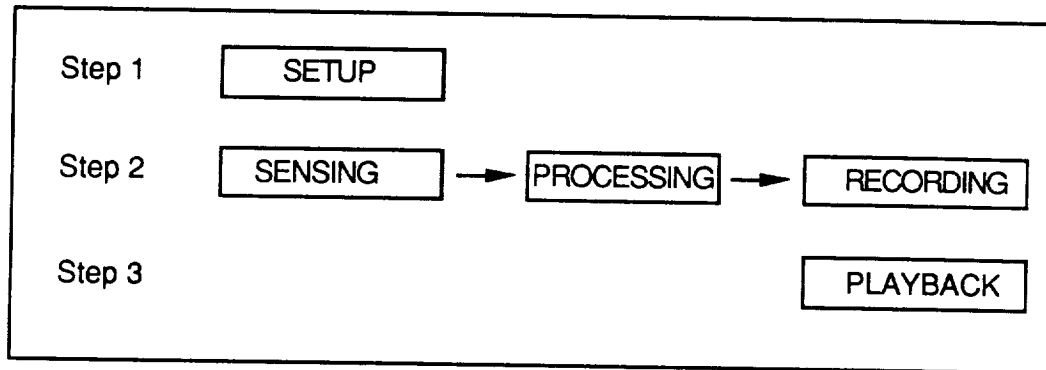 Step 1 SETUP
Step 2 SENSING PROCESSING RECORDING
Step 3 PLAYBACK